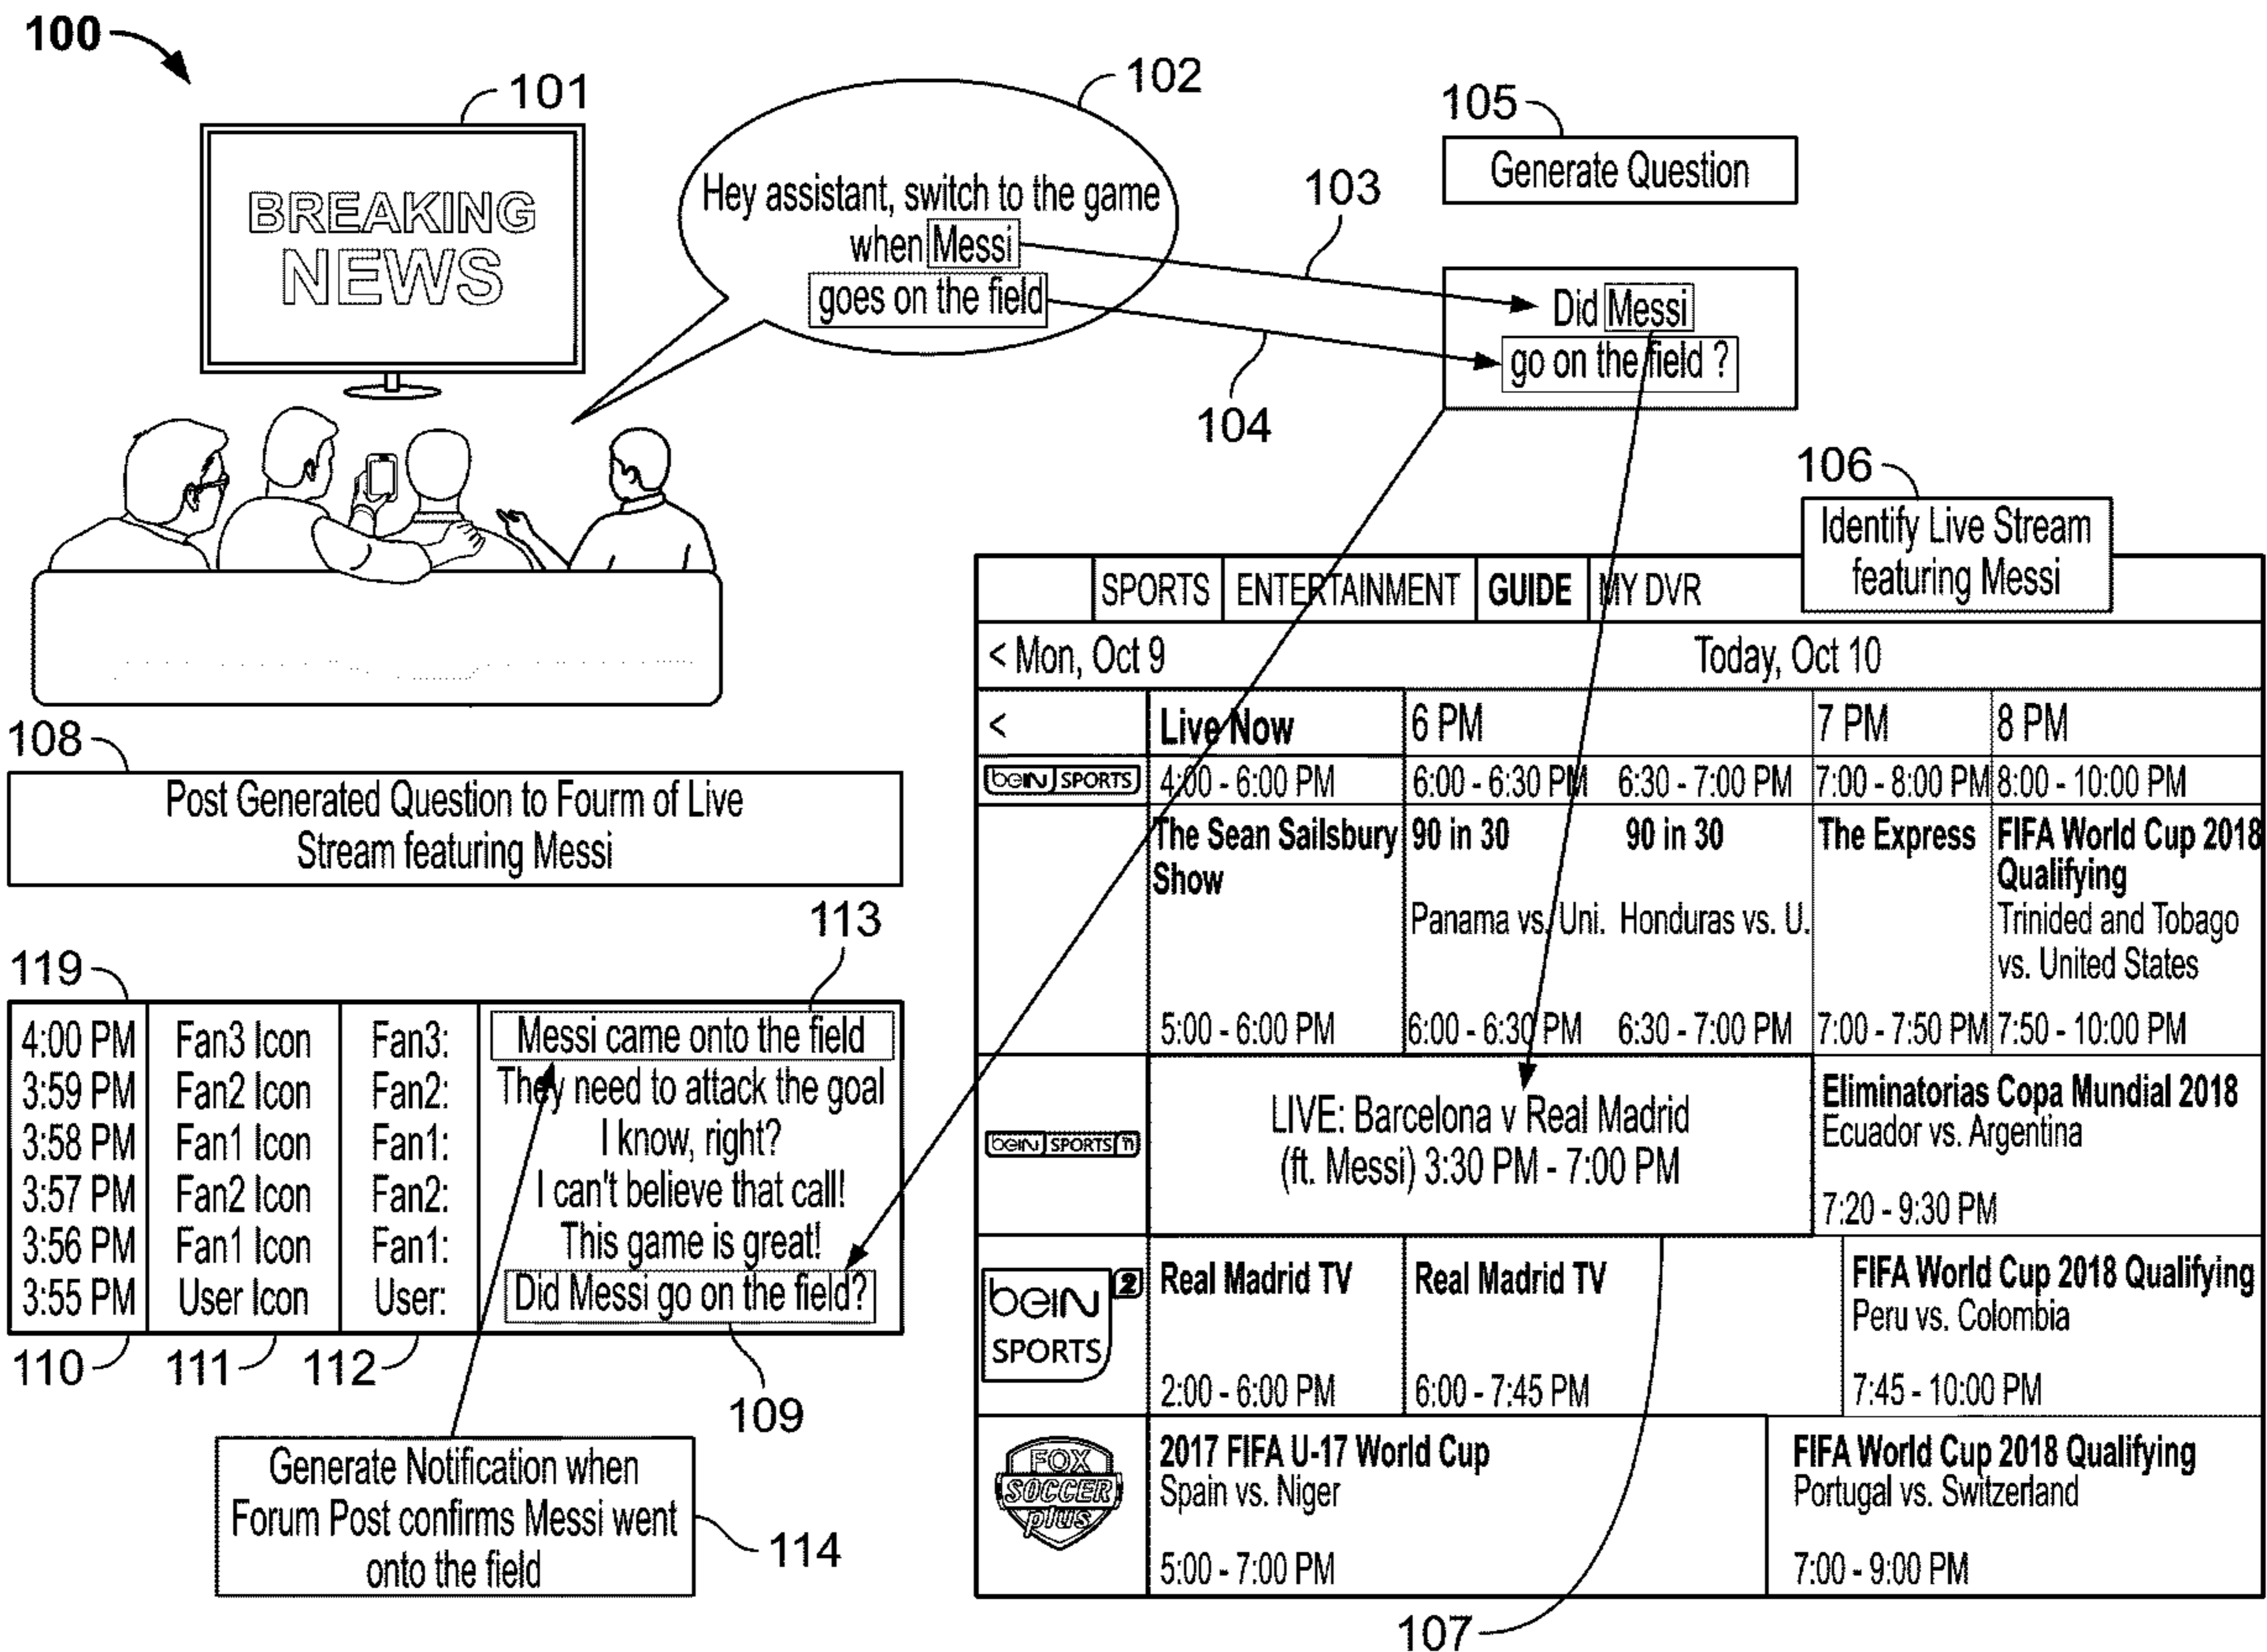 100
101
BREAKING
NEWS
102
Hey assistant, switch to the game
when Messi
goes on the field
103
104
105
Generate Question
Did Messi
go on the field ?
106
Identify Live Stream
featuring Messi
SPORTS ENTERTAINMENT GUIDE MY DVR
< Mon, Oct 9 Today, Oct 10
< Live Now 6 PM 7 PM 8 PM
beIN SPORTS 4:00 - 6:00 PM 6:00 - 6:30 PM 6:30 - 7:00 PM 7:00 - 8:00 PM 8:00 - 10:00 PM
The Sean Sailsbury
Show
5:00 - 6:00 PM
90 in 30
Panama vs. Uni.
6:00 - 6:30 PM
90 in 30
Honduras vs. U.
6:30 - 7:00 PM
The Express
7:00 - 7:50 PM
FIFA World Cup 2018
Qualifying
Trinided and Tobago
vs. United States
7:50 - 10:00 PM
beIN SPORTS ñ
LIVE: Barcelona v Real Madrid
(ft. Messi) 3:30 PM - 7:00 PM
Eliminatorias Copa Mundial 2018
Ecuador vs. Argentina
7:20 - 9:30 PM
beIN 2
SPORTS
Real Madrid TV
2:00 - 6:00 PM
Real Madrid TV
6:00 - 7:45 PM
FIFA World Cup 2018 Qualifying
Peru vs. Colombia
7:45 - 10:00 PM
FOX
SOCCER
plus
2017 FIFA U-17 World Cup
Spain vs. Niger
5:00 - 7:00 PM
FIFA World Cup 2018 Qualifying
Portugal vs. Switzerland
7:00 - 9:00 PM
107
108
Post Generated Question to Fourm of Live
Stream featuring Messi
113
119
4:00 PM Fan3 Icon Fan3: Messi came onto the field
3:59 PM Fan2 Icon Fan2: They need to attack the goal
3:58 PM Fan1 Icon Fan1: I know, right?
3:57 PM Fan2 Icon Fan2: I can't believe that call!
3:56 PM Fan1 Icon Fan1: This game is great!
3:55 PM User Icon User: Did Messi go on the field?
110
111
112
109
Generate Notification when
Forum Post confirms Messi went
onto the field
114